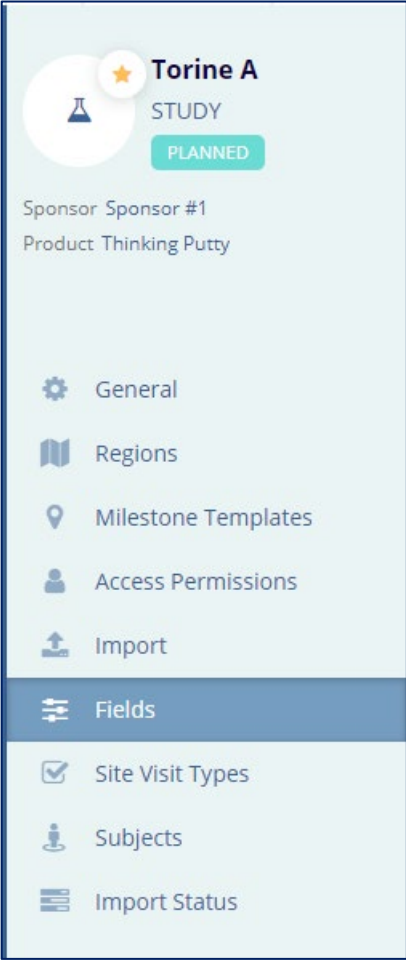 Torine A
STUDY
PLANNED
Sponsor Sponsor #1
Product Thinking Putty
General
Regions
Milestone Templates
Access Permissions
Import
Fields
Site Visit Types
Subjects
Import Status